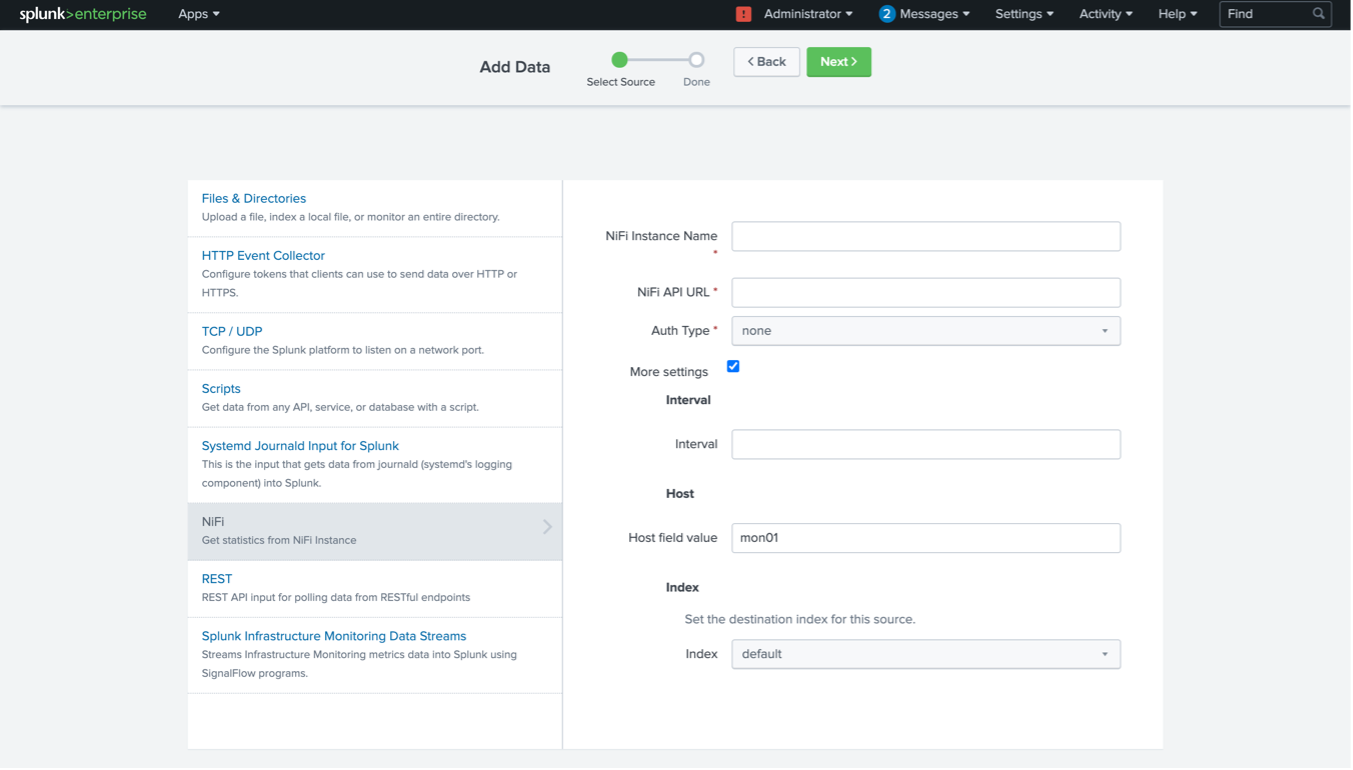 splunk>enterprise Apps ! Administrator 2 Messages Settings Activity Help Find
Add Data
Select Source
Done
< Back
Next >
Files & Directories
Upload a file, index a local file, or monitor an entire directory.
HTTP Event Collector
Configure tokens that clients can use to send data over HTTP or
HTTPS.
TCP / UDP
Configure the Splunk platform to listen on a network port.
Scripts
Get data from any API, service, or database with a script.
Systemd Journald Input for Splunk
This is the input that gets data from journald (systemd's logging
component) into Splunk.
NiFi
Get statistics from NiFi Instance
REST
REST API input for polling data from RESTful endpoints
Splunk Infrastructure Monitoring Data Streams
Streams Infrastructure Monitoring metrics data into Splunk using
SignalFlow programs.
NiFi Instance Name
*
NiFi API URL *
Auth Type * none
More settings
Interval
Interval
Host
Host field value mon01
Index
Set the destination index for this source.
Index default